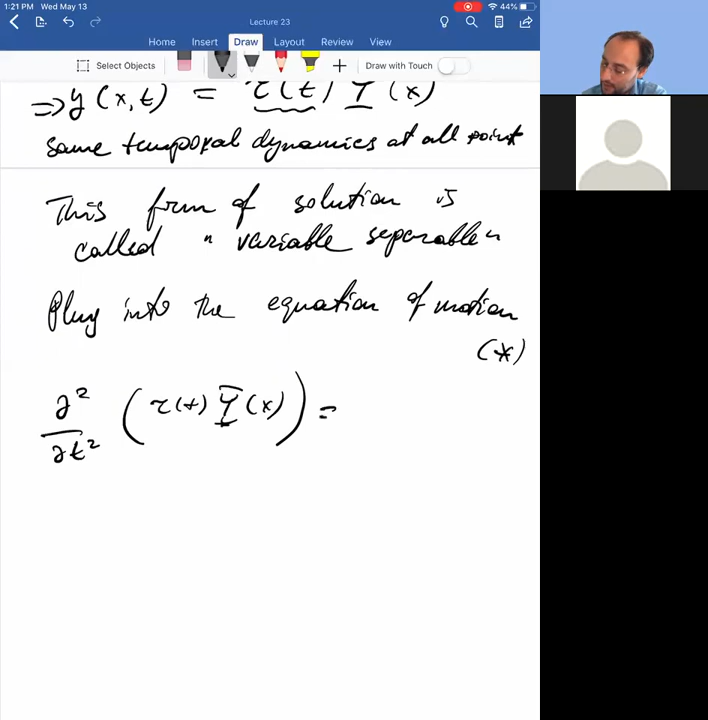 1:21 PM Wed May 13
44%
Lecture 23
Home Insert Draw Layout Review View
Select Objects
Draw with Touch
⇒ y(x,t) = τ(t) Y(x)
same temporal dynamics at all point
This form of solution is
called " variable separable "
Plug into the equation of motion
(*)
∂²/∂t² (τ(t) Y(x)) =